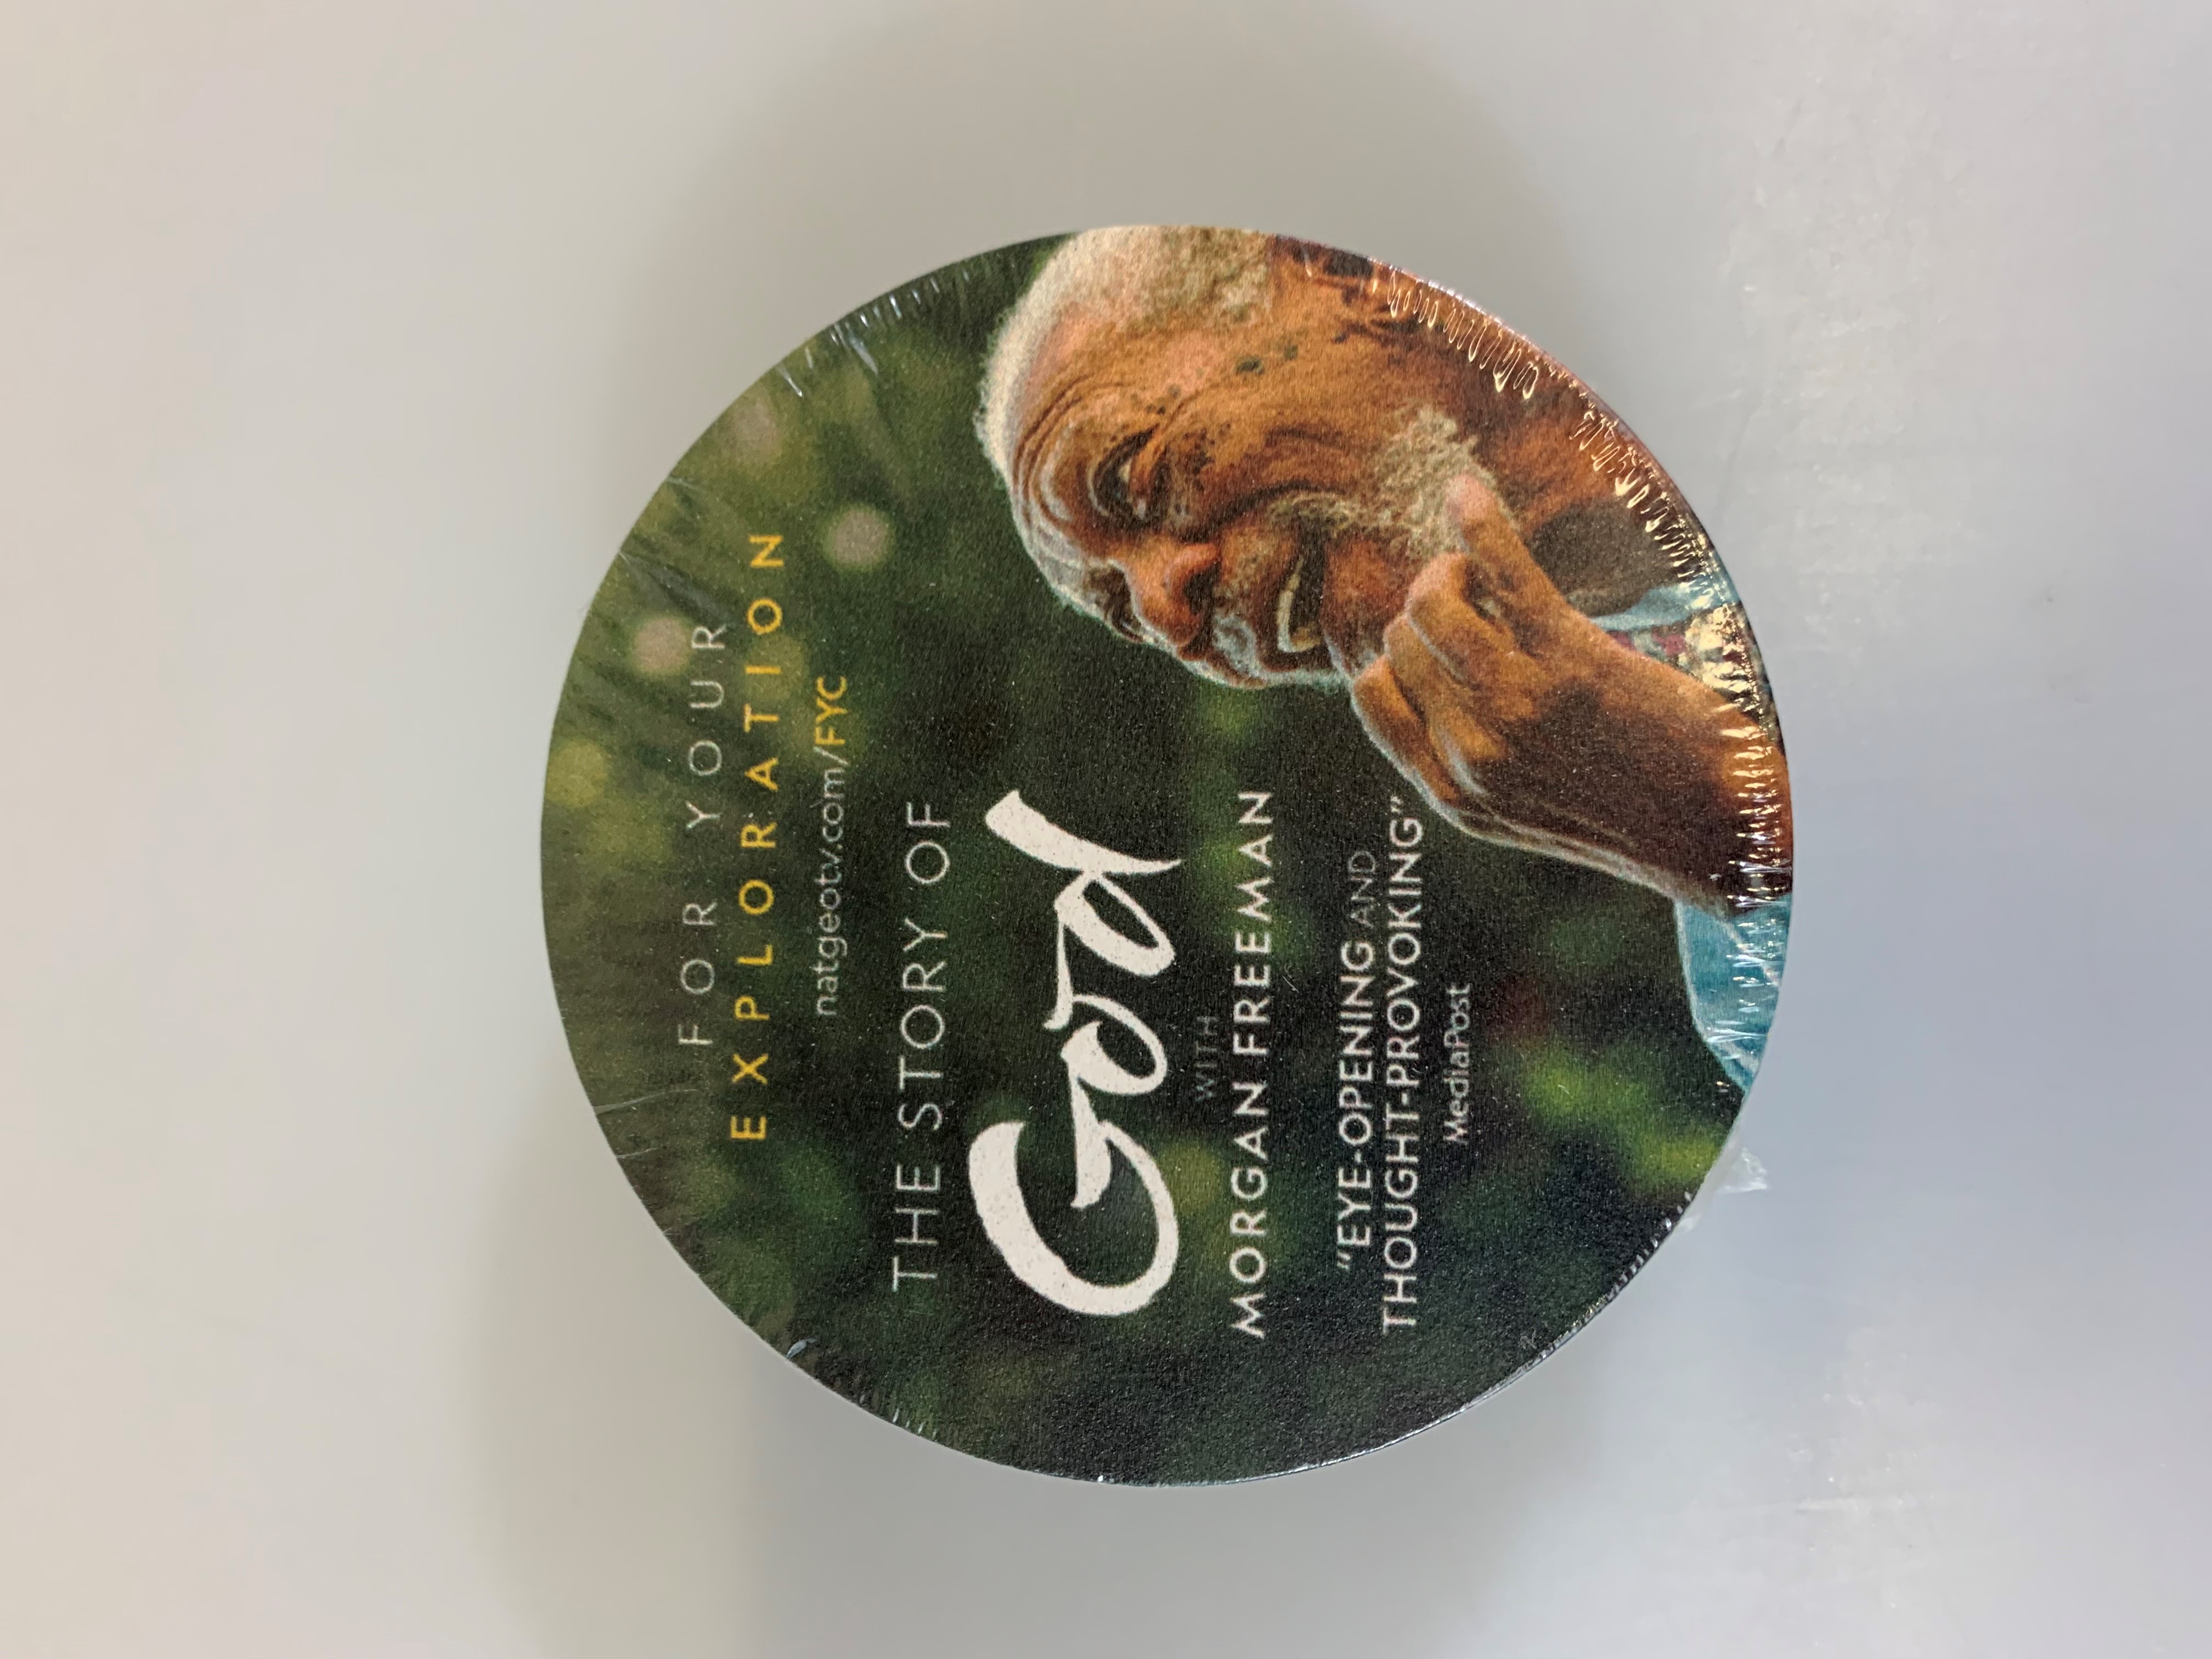 FOR YOUR
EXPLORATION
natgeotv.com/FYC
THE STORY OF
God
WITH
MORGAN FREEMAN
"EYE-OPENING AND
THOUGHT-PROVOKING"
MediaPost